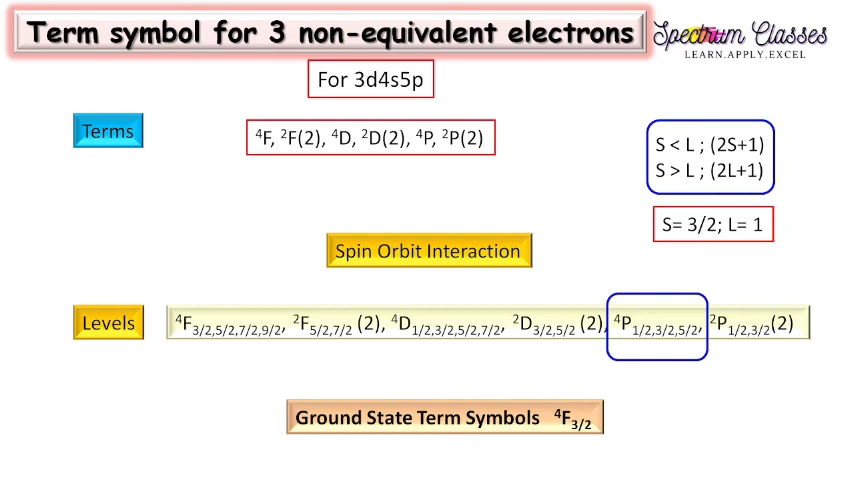 Term symbol for 3 non-equivalent electrons
Spectrum Classes
LEARN.APPLY.EXCEL
For 3d4s5p
Terms
⁴F, ²F(2), ⁴D, ²D(2), ⁴P, ²P(2)
S < L ; (2S+1)
S > L ; (2L+1)
S= 3/2; L= 1
Spin Orbit Interaction
Levels
⁴F₃/₂,₅/₂,₇/₂,₉/₂, ²F₅/₂,₇/₂ (2), ⁴D₁/₂,₃/₂,₅/₂,₇/₂, ²D₃/₂,₅/₂ (2), ⁴P₁/₂,₃/₂,₅/₂, ²P₁/₂,₃/₂(2)
Ground State Term Symbols ⁴F₃/₂